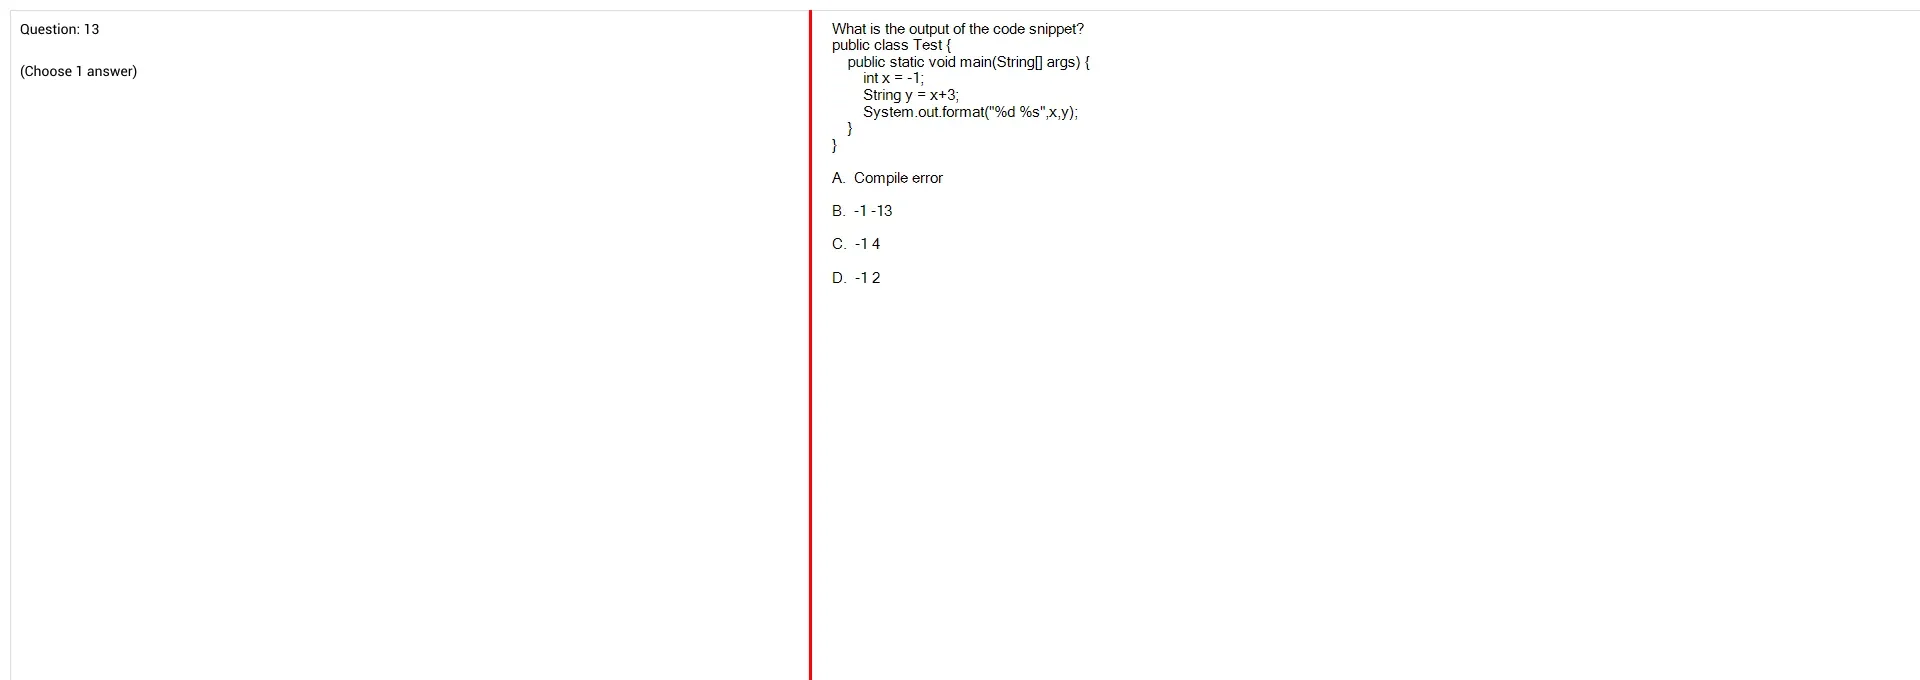 Question: 13
(Choose 1 answer)
What is the output of the code snippet?
public class Test {
public static void main(String[] args) {
int x = -1;
String y = x+3;
System.out.format("%d %s",x,y);
}
}
A. Compile error
B. -1 -13
C. -1 4
D. -1 2